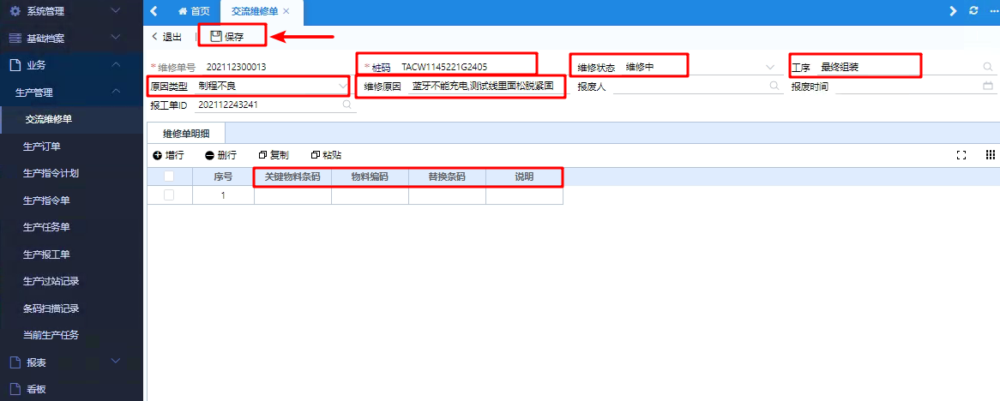 系统管理
基础档案
业务
生产管理
交流维修单
生产订单
生产指令计划
生产指令单
生产任务单
生产报工单
生产过站记录
条码扫描记录
当前生产任务
报表
看板
首页 交流维修单
退出 保存
*维修单号 202112300013 *桩码 TACW1145221G2405 维修状态 维修中 工序 最终组装
原因类型 制程不良 维修原因 蓝牙不能充电,测试线里面松脱紧固 报废人 报废时间
报工单ID 202112243241
维修单明细
增行 删行 复制 粘贴
序号 关键物料条码 物料编码 替换条码 说明
1